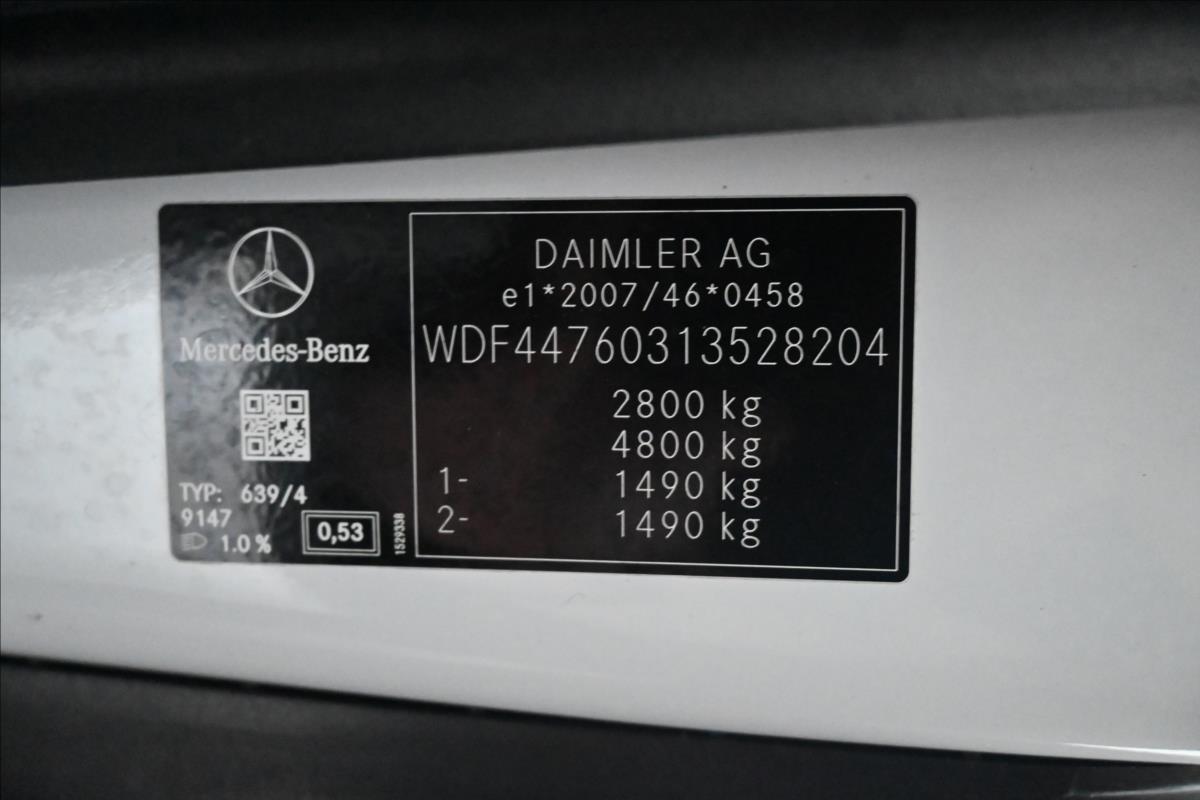 Mercedes-Benz
TYP: 639/4
9147
1.0 %
0,53
1529338
DAIMLER AG
e1*2007/46*0458
WDF44760313528204
2800 kg
4800 kg
1- 1490 kg
2- 1490 kg